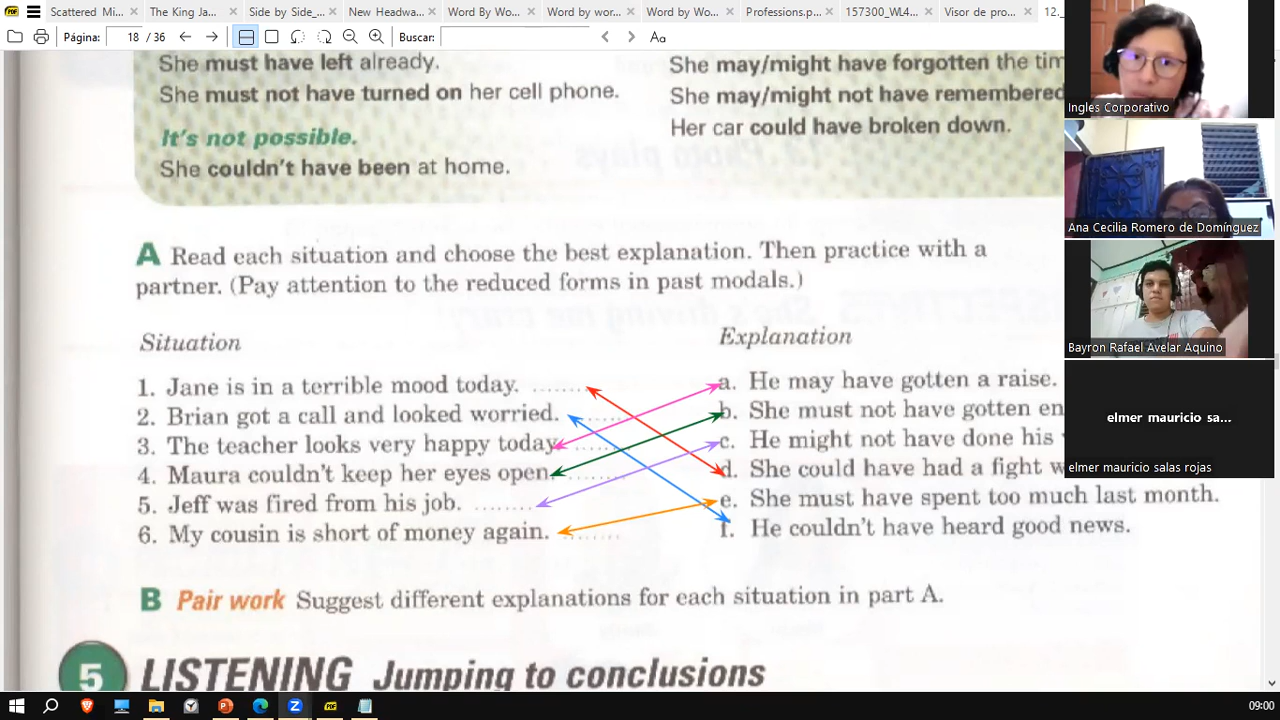 Scattered Mi...
The King Ja...
Side by Side_...
New Headwa...
Word By Wo...
Word by wor...
Word by Wo...
Professions.p...
157300_WL4...
Visor de pro...
12._
Página: 18 / 36
Buscar:
She must have left already.
She must not have turned on her cell phone.
It's not possible.
She couldn't have been at home.
She may/might have forgotten the tim
She may/might not have remembered
Her car could have broken down.
A Read each situation and choose the best explanation. Then practice with a
partner. (Pay attention to the reduced forms in past modals.)
Situation
1. Jane is in a terrible mood today. ........
2. Brian got a call and looked worried. ........
3. The teacher looks very happy today. ........
4. Maura couldn't keep her eyes open. ........
5. Jeff was fired from his job. ........
6. My cousin is short of money again. ........
Explanation
a. He may have gotten a raise.
b. She must not have gotten en
c. He might not have done his
d. She could have had a fight w
e. She must have spent too much last month.
f. He couldn't have heard good news.
B Pair work Suggest different explanations for each situation in part A.
5 LISTENING Jumping to conclusions
Ingles Corporativo
Ana Cecilia Romero de Domínguez
Bayron Rafael Avelar Aquino
elmer mauricio sa...
elmer mauricio salas rojas
09:00